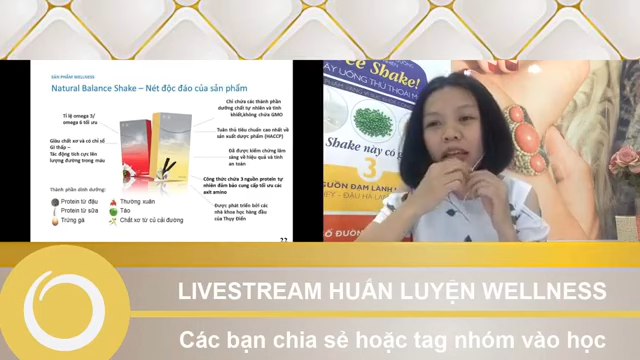 SẢN PHẨM WELLNESS
Natural Balance Shake – Nét độc đáo của sản phẩm
Tỉ lệ omega 3/
omega 6 tối ưu
Giàu chất xơ và chỉ số
GI thấp –
Tác động tích cực lên
lượng đường trong máu
Thành phần dinh dưỡng:
Protein từ đậu
Protein từ sữa
Trứng gà
Thường xuân
Táo
Chất xơ từ củ cải đường
Chỉ chứa các thành phần
dưỡng chất tự nhiên và tinh
khiết,không chứa GMO
Tuân thủ tiêu chuẩn cao nhất về
sản xuất dược phẩm (HACCP)
Đã được kiểm chứng lâm
sàng về hiệu quả và tính
an toàn
Công thức chứa 3 nguồn protein tự
nhiên đảm bảo cung cấp tối ưu các
axit amino
Được phát triển bởi các
nhà khoa học hàng đầu
của Thụy Điển
22
Shake!
UỐNG THỬ THOẢI M
Shake này có
3
NGUỒN ĐẠM LÀNH
LIVESTREAM HUẤN LUYỆN WELLNESS
Các bạn chia sẻ hoặc tag nhóm vào học